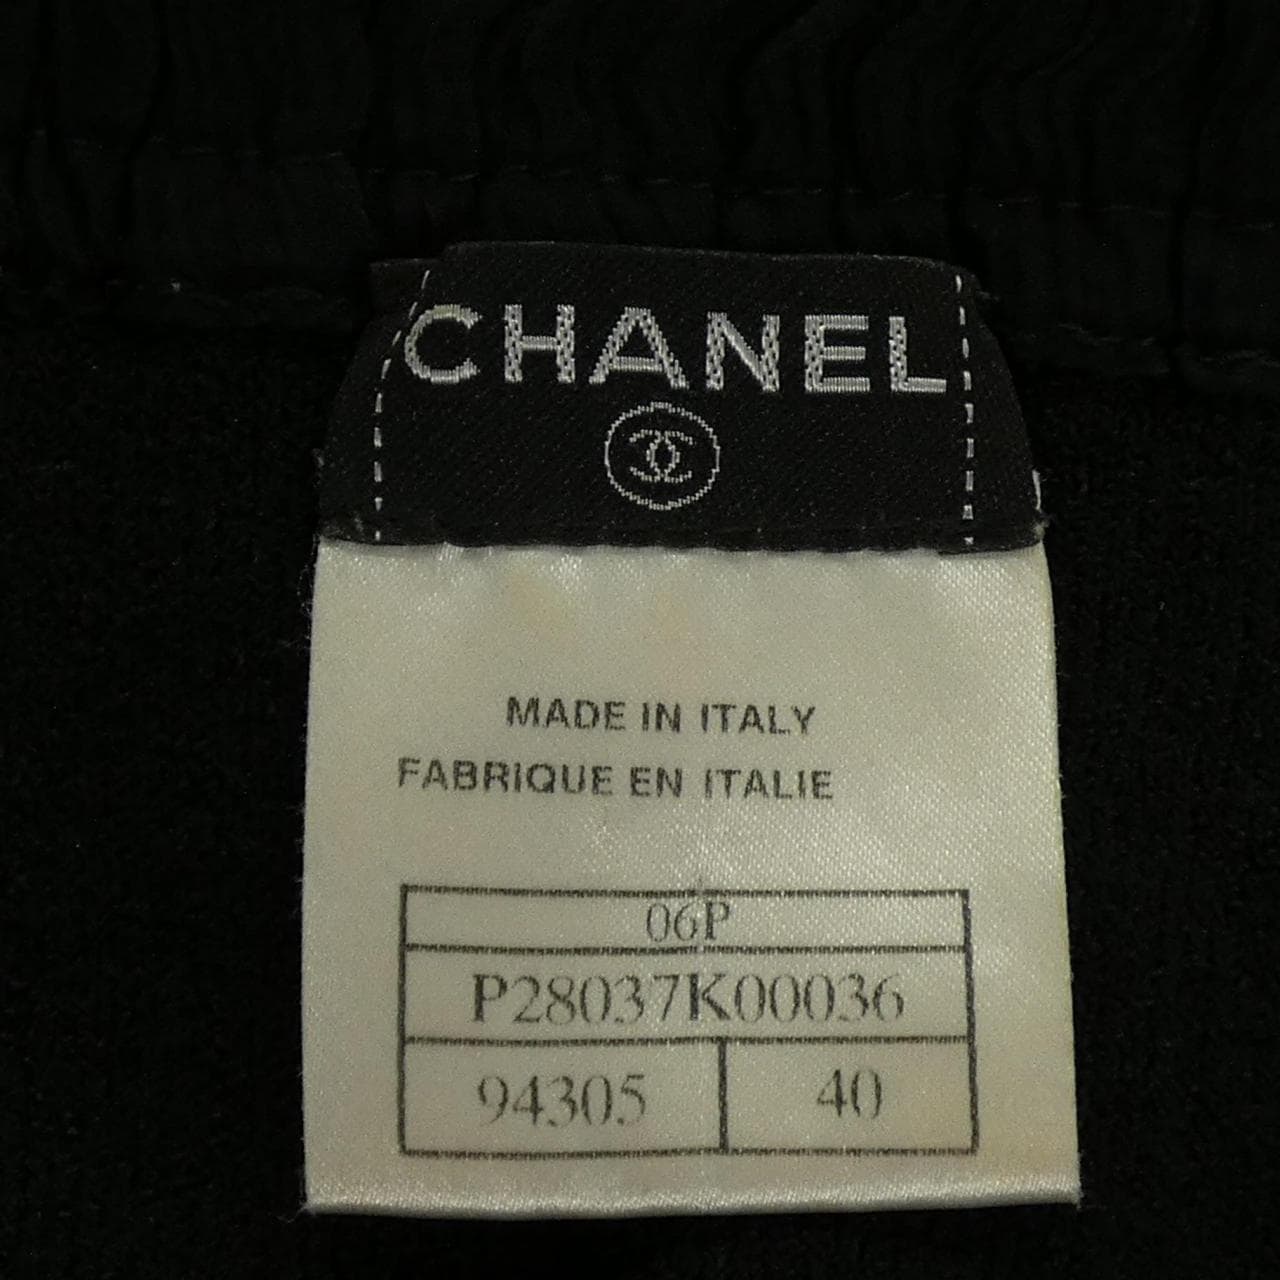 CHANEL
MADE IN ITALY
FABRIQUE EN ITALIE
06P
P28037K00036
94305 40